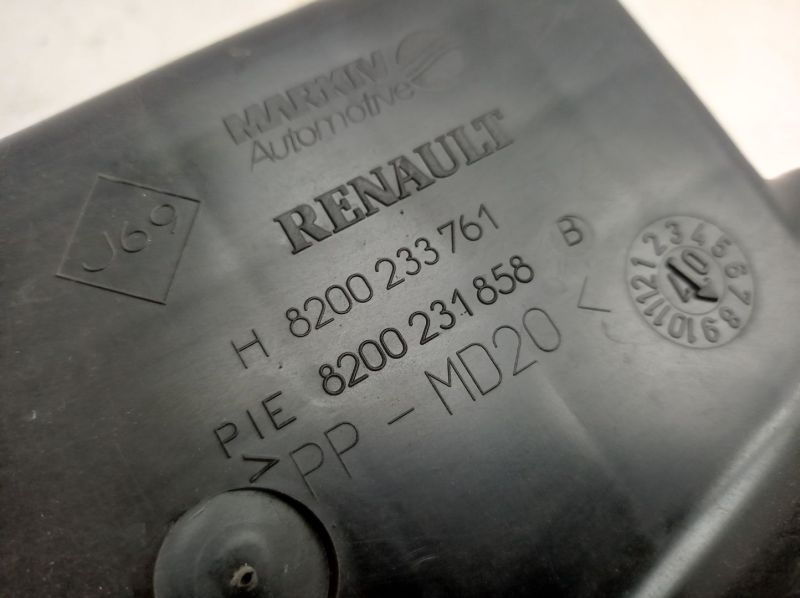 MARKIV
Automotive
RENAULT
J69
H 8200 233 761
PIE 8200 231 858 B
>PP - MD20<
1 2 3 4 5 6 7 8 9 10 11 12